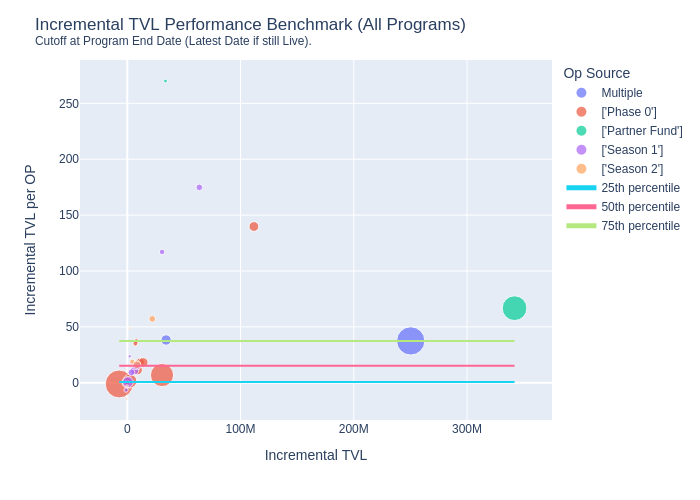 Incremental TVL Performance Benchmark (All Programs)
Cutoff at Program End Date (Latest Date if still Live).
Op Source
Multiple
['Phase 0']
['Partner Fund']
['Season 1']
['Season 2']
25th percentile
50th percentile
75th percentile
Incremental TVL per OP
250
200
150
100
50
0
0
100M
200M
300M
Incremental TVL